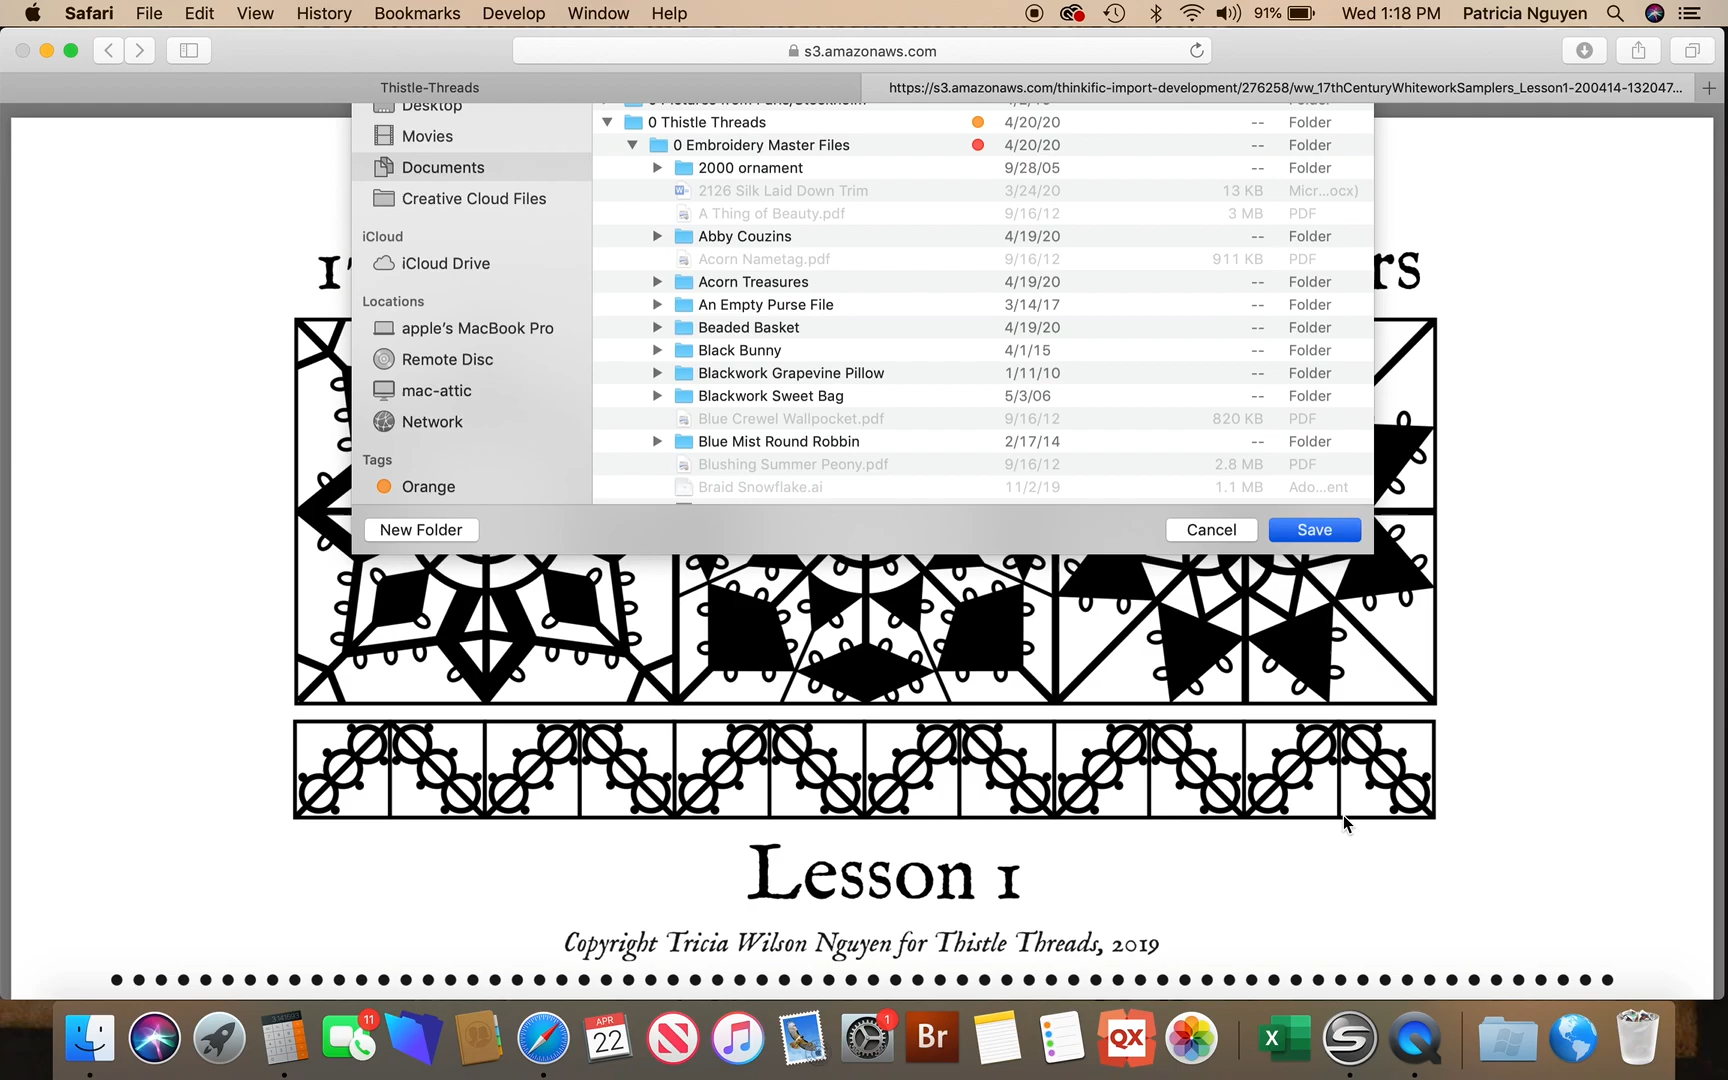 Safari File Edit View History Bookmarks Develop Window Help 91% Wed 1:18 PM Patricia Nguyen
s3.amazonaws.com
Thistle-Threads
https://s3.amazonaws.com/thinkific-import-development/276258/ww_17thCenturyWhiteworkSamplers_Lesson1-200414-132047...
Desktop
Movies
Documents
Creative Cloud Files
iCloud
iCloud Drive
Locations
apple's MacBook Pro
Remote Disc
mac-attic
Network
Tags
Orange
0 Thistle Threads 4/20/20 -- Folder
0 Embroidery Master Files 4/20/20 -- Folder
2000 ornament 9/28/05 -- Folder
2126 Silk Laid Down Trim 3/24/20 13 KB Micr...ocx)
A Thing of Beauty.pdf 9/16/12 3 MB PDF
Abby Couzins 4/19/20 -- Folder
Acorn Nametag.pdf 9/16/12 911 KB PDF
Acorn Treasures 4/19/20 -- Folder
An Empty Purse File 3/14/17 -- Folder
Beaded Basket 4/19/20 -- Folder
Black Bunny 4/1/15 -- Folder
Blackwork Grapevine Pillow 1/11/10 -- Folder
Blackwork Sweet Bag 5/3/06 -- Folder
Blue Crewel Wallpocket.pdf 9/16/12 820 KB PDF
Blue Mist Round Robbin 2/17/14 -- Folder
Blushing Summer Peony.pdf 9/16/12 2.8 MB PDF
Braid Snowflake.ai 11/2/19 1.1 MB Ado...ent
New Folder Cancel Save
rs
Lesson 1
Copyright Tricia Wilson Nguyen for Thistle Threads, 2019
11
APR
22
1
Br
QX
X
S